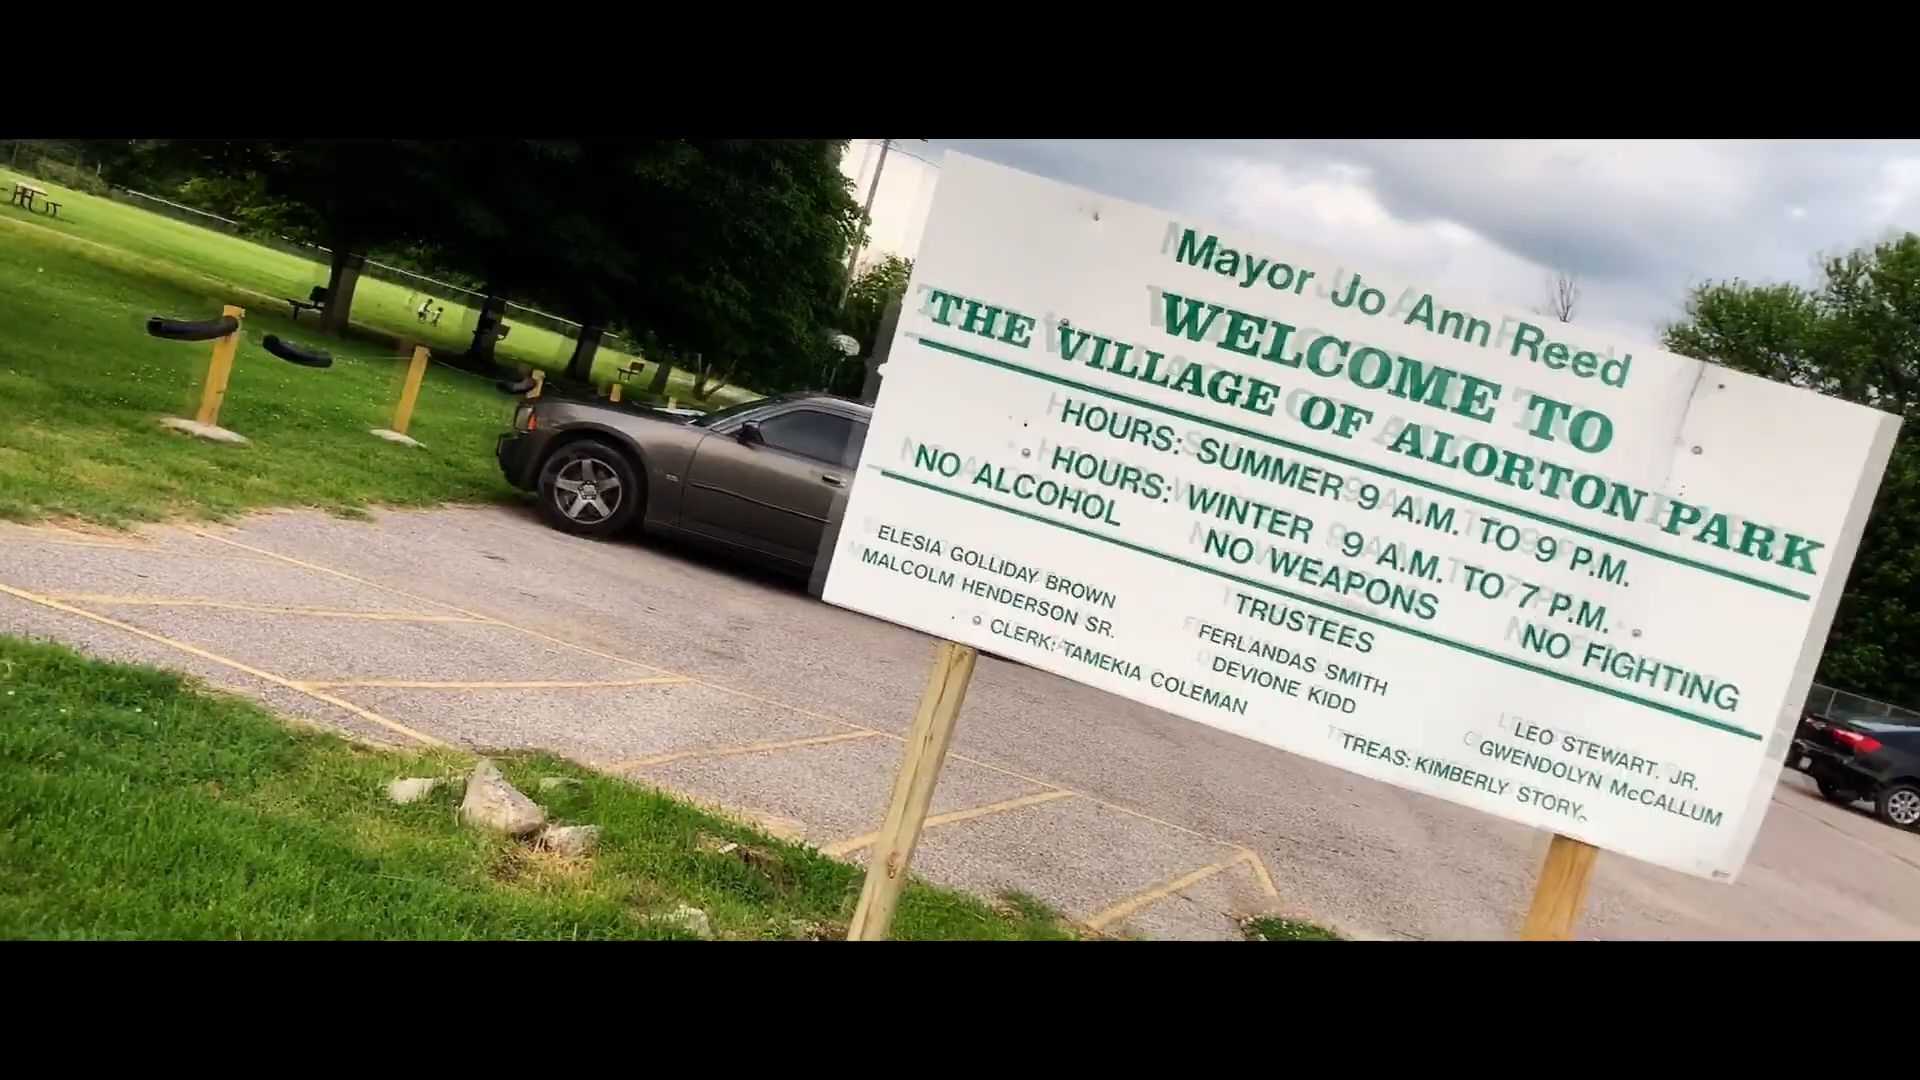 Mayor Jo Ann Reed
WELCOME TO
THE VILLAGE OF ALORTON PARK
HOURS: SUMMER 9 A.M. TO 9 P.M.
HOURS: WINTER 9 A.M. TO 7 P.M.
NO ALCOHOL NO WEAPONS NO FIGHTING
TRUSTEES
ELESIA GOLLIDAY BROWN FERLANDAS SMITH LEO STEWART, JR.
MALCOLM HENDERSON SR. DEVIONE KIDD GWENDOLYN McCALLUM
CLERK: TAMEKIA COLEMAN TREAS: KIMBERLY STORY